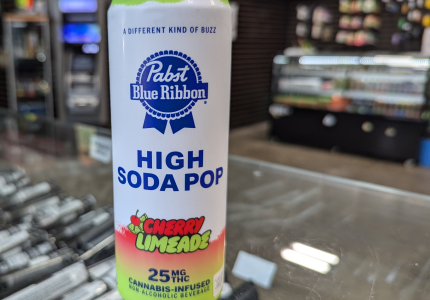 A DIFFERENT KIND OF BUZZ
Pabst
Blue Ribbon
HIGH
SODA POP
CHERRY
LIMEADE
25MG
THC
CANNABIS-INFUSED
NON-ALCOHOLIC BEVERAGE